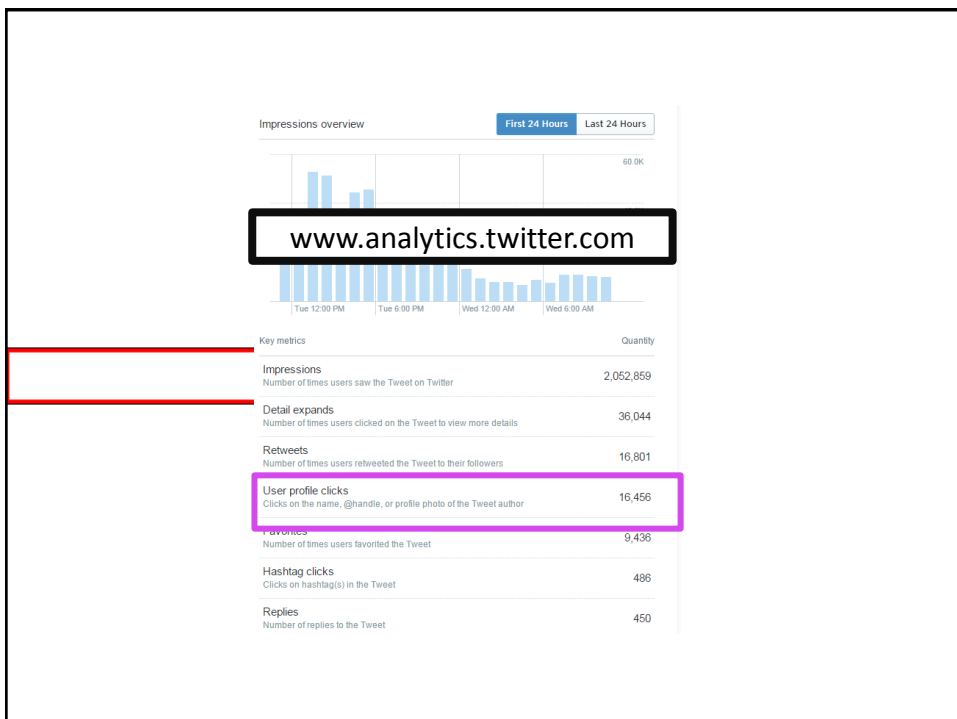 Impressions overview First 24 Hours Last 24 Hours
60.0K
www.analytics.twitter.com
Tue 12:00 PM Tue 6:00 PM Wed 12:00 AM Wed 6:00 AM
Key metrics Quantity
Impressions
Number of times users saw the Tweet on Twitter 2,052,859
Detail expands
Number of times users clicked on the Tweet to view more details 36,044
Retweets
Number of times users retweeted the Tweet to their followers 16,801
User profile clicks
Clicks on the name, @handle, or profile photo of the Tweet author 16,456
Favorites
Number of times users favorited the Tweet 9,436
Hashtag clicks
Clicks on hashtag(s) in the Tweet 486
Replies
Number of replies to the Tweet 450